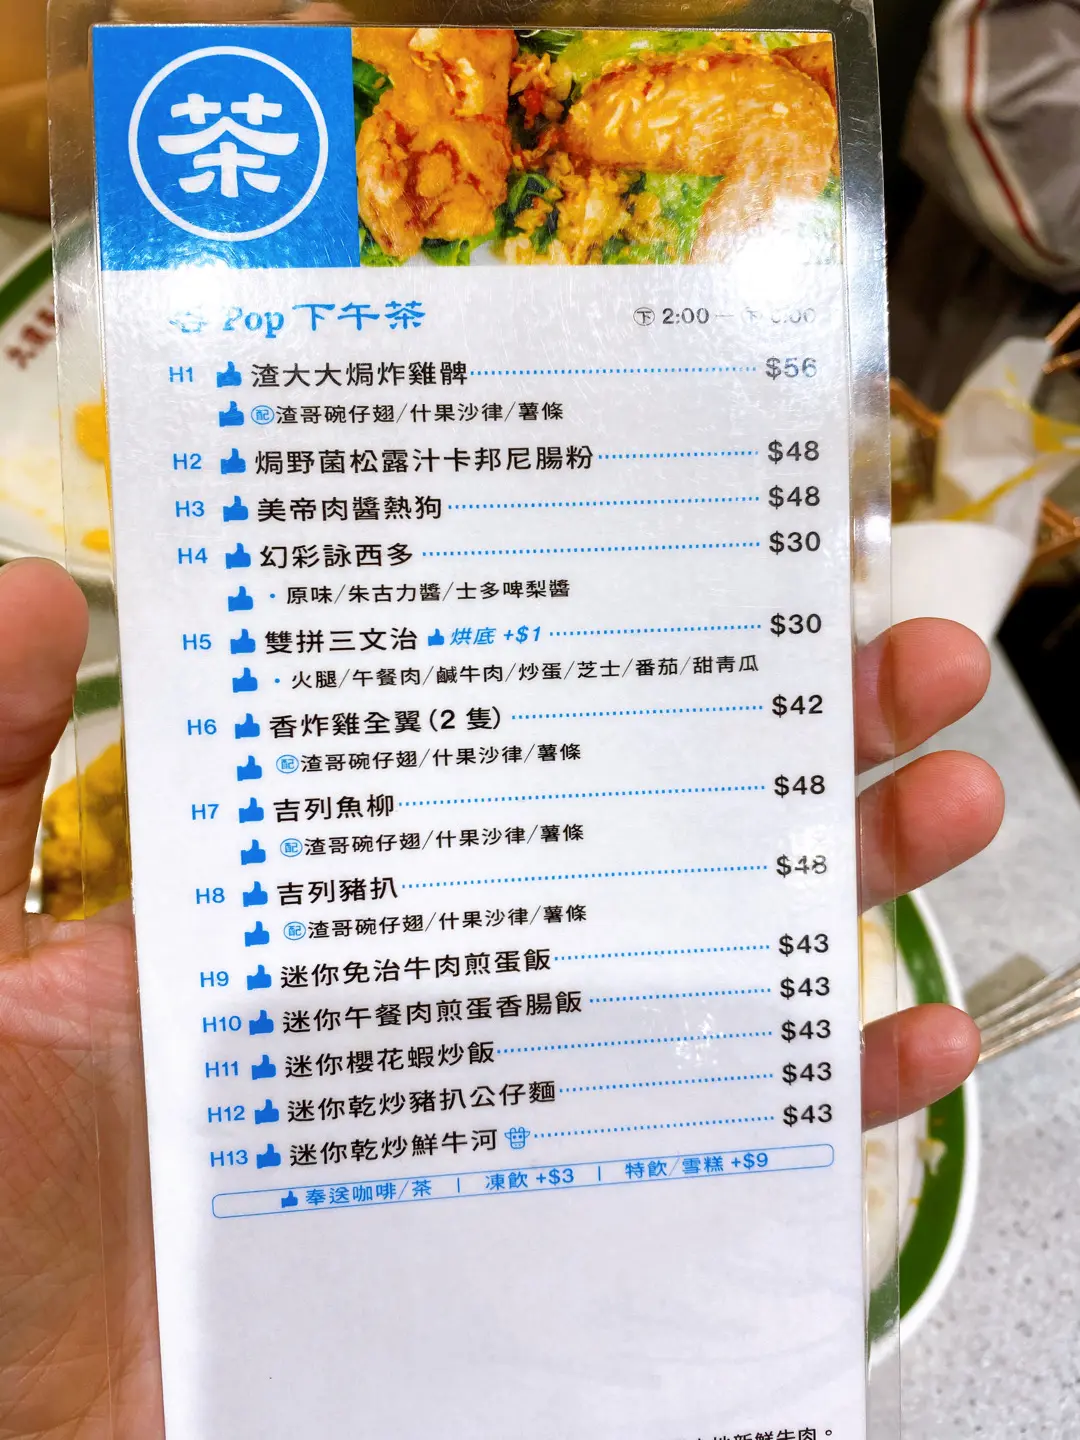 茶
Pop 下午茶 下 2:00 — 下
H1 渣大大焗炸雞髀 $56
配 渣哥碗仔翅/什果沙律/薯條
H2 焗野菌松露汁卡邦尼腸粉 $48
H3 美帝肉醬熱狗 $48
H4 幻彩詠西多 $30
・原味/朱古力醬/士多啤梨醬
H5 雙拼三文治 烘底 +$1 $30
・火腿/午餐肉/鹹牛肉/炒蛋/芝士/番茄/甜青瓜
H6 香炸雞全翼 (2 隻) $42
配 渣哥碗仔翅/什果沙律/薯條
H7 吉列魚柳 $48
配 渣哥碗仔翅/什果沙律/薯條
H8 吉列豬扒 $48
配 渣哥碗仔翅/什果沙律/薯條
H9 迷你免治牛肉煎蛋飯 $43
H10 迷你午餐肉煎蛋香腸飯 $43
H11 迷你櫻花蝦炒飯 $43
H12 迷你乾炒豬扒公仔麵 $43
H13 迷你乾炒鮮牛河 $43
奉送咖啡/茶 | 凍飲 +$3 | 特飲/雪糕 +$9
新鮮牛肉。